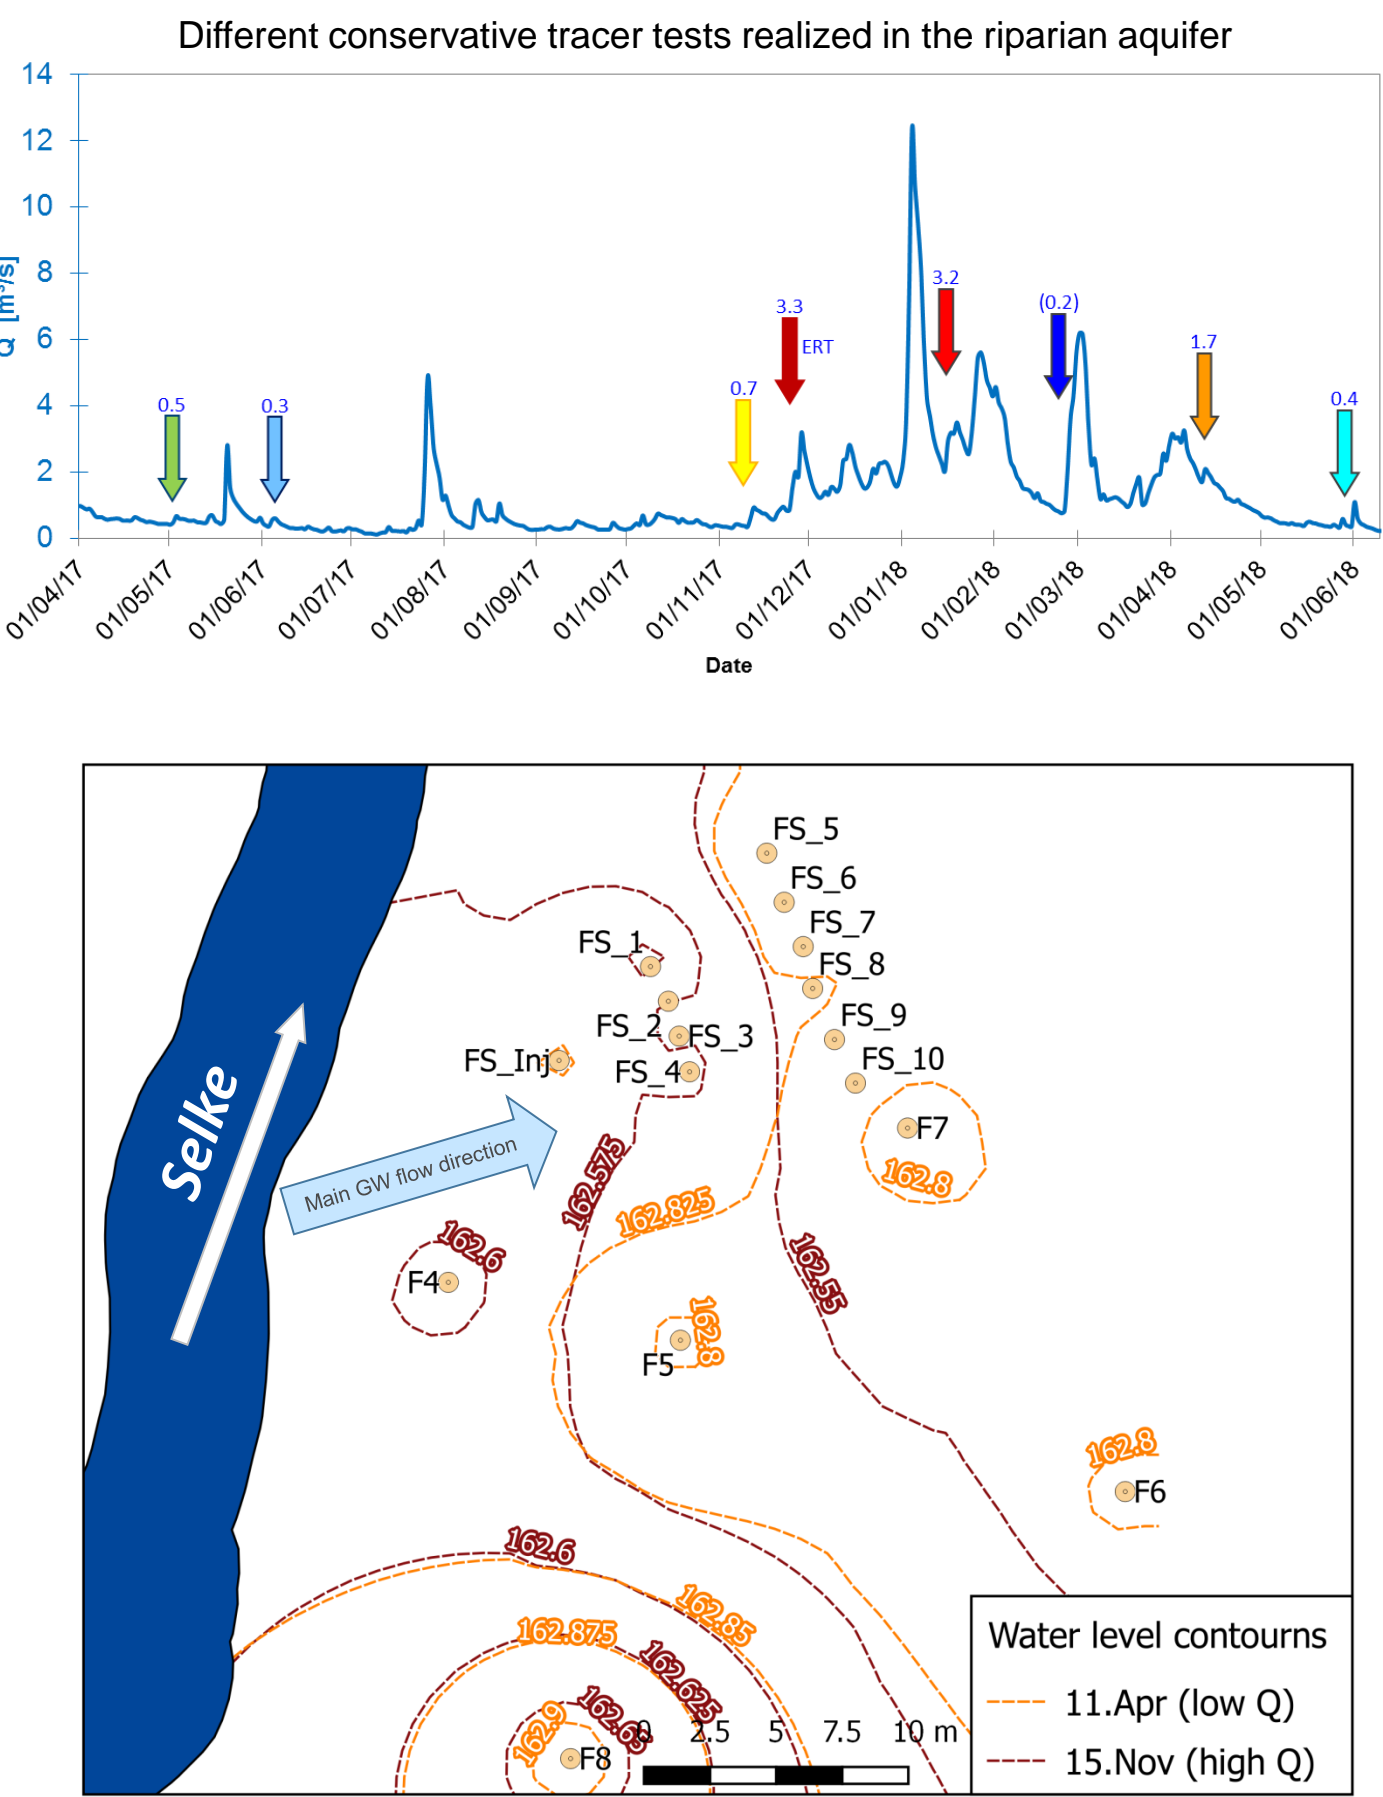 Different conservative tracer tests realized in the riparian aquifer
14
12
10
8
6
4
2
0
Q [m³/s]
0.5
0.3
0.7
3.3
ERT
3.2
(0.2)
1.7
0.4
01/04/17
01/05/17
01/06/17
01/07/17
01/08/17
01/09/17
01/10/17
01/11/17
01/12/17
01/01/18
01/02/18
01/03/18
01/04/18
01/05/18
01/06/18
Date
FS_5
FS_6
FS_7
FS_8
FS_9
FS_10
FS_1
FS_2
FS_3
FS_4
FS_Inj
F7
162.8
Selke
Main GW flow direction
162.575
162.825
162.55
162.6
F4
162.8
F5
162.8
F6
162.6
162.85
162.875
162.625
162.65
162.9
F8
0 2.5 5 7.5 10 m
Water level contourns
11.Apr (low Q)
15.Nov (high Q)